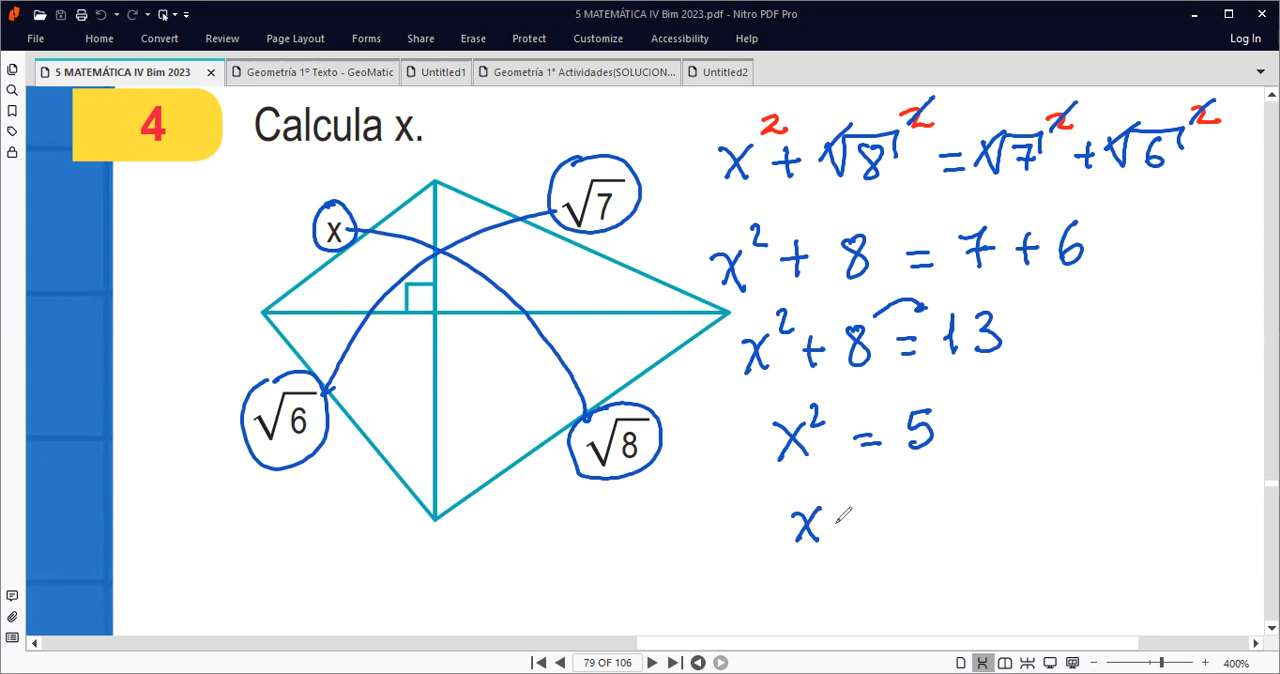 5 MATEMÁTICA IV Bim 2023.pdf - Nitro PDF Pro
File Home Convert Review Page Layout Forms Share Erase Protect Customize Accessibility Help Log In
5 MATEMÁTICA IV Bim 2023 × Geometría 1º Texto - GeoMatic Untitled1 Geometría 1° Actividades(SOLUCION... Untitled2
4 Calcula x.
x
√7
√6
√8
x² + √8² = √7² + √6²
x² + 8 = 7 + 6
x² + 8 = 13
x² = 5
x
79 OF 106
400%